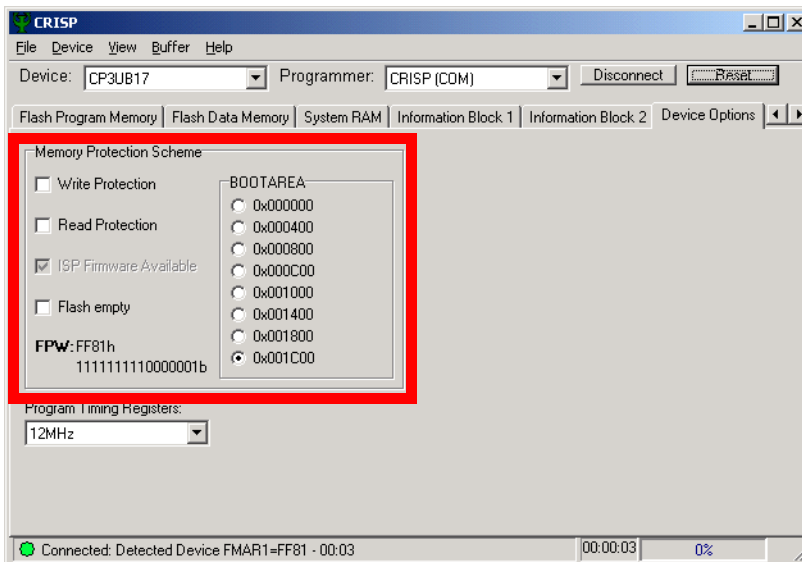 CRISP
File Device View Buffer Help
Device: CP3UB17 Programmer: CRISP (COM) Disconnect Reset
Flash Program Memory Flash Data Memory System RAM Information Block 1 Information Block 2 Device Options
Memory Protection Scheme
Write Protection
Read Protection
ISP Firmware Available
Flash empty
FPW: FF81h
1111111110000001b
BOOTAREA
0x000000
0x000400
0x000800
0x000C00
0x001000
0x001400
0x001800
0x001C00
Program Timing Registers:
12MHz
Connected: Detected Device FMAR1=FF81 - 00:03 00:00:03 0%